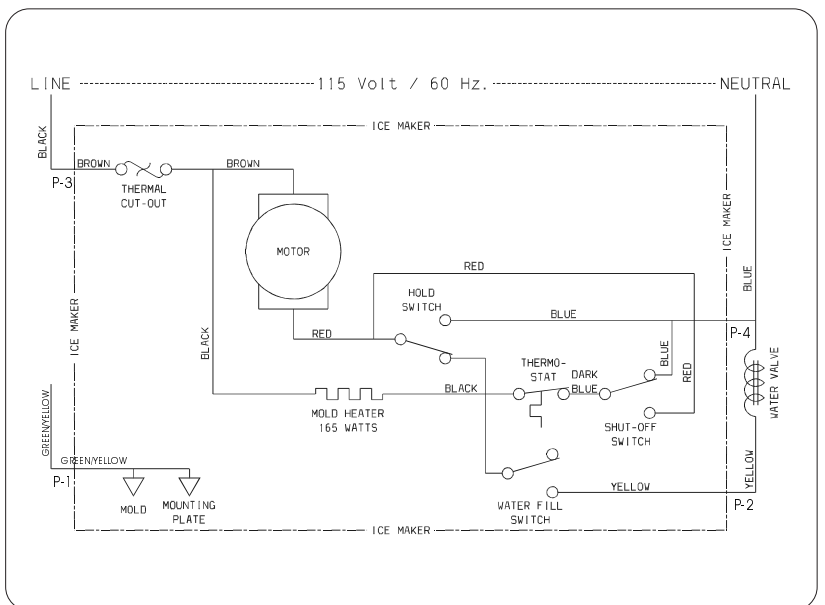 LINE 115 Volt / 60 Hz. NEUTRAL
ICE MAKER
BLACK
BROWN
BROWN
P-3
THERMAL
CUT-OUT
ICE MAKER
MOTOR
RED
BLUE
HOLD
SWITCH
BLUE
P-4
ICE MAKER
RED
BLACK
BLUE
RED
THERMO-
STAT
DARK
BLUE
BLACK
MOLD HEATER
165 WATTS
WATER VALVE
SHUT-OFF
SWITCH
GREEN/YELLOW
GREEN/YELLOW
P-1
MOLD
MOUNTING
PLATE
YELLOW
YELLOW
P-2
WATER FILL
SWITCH
ICE MAKER